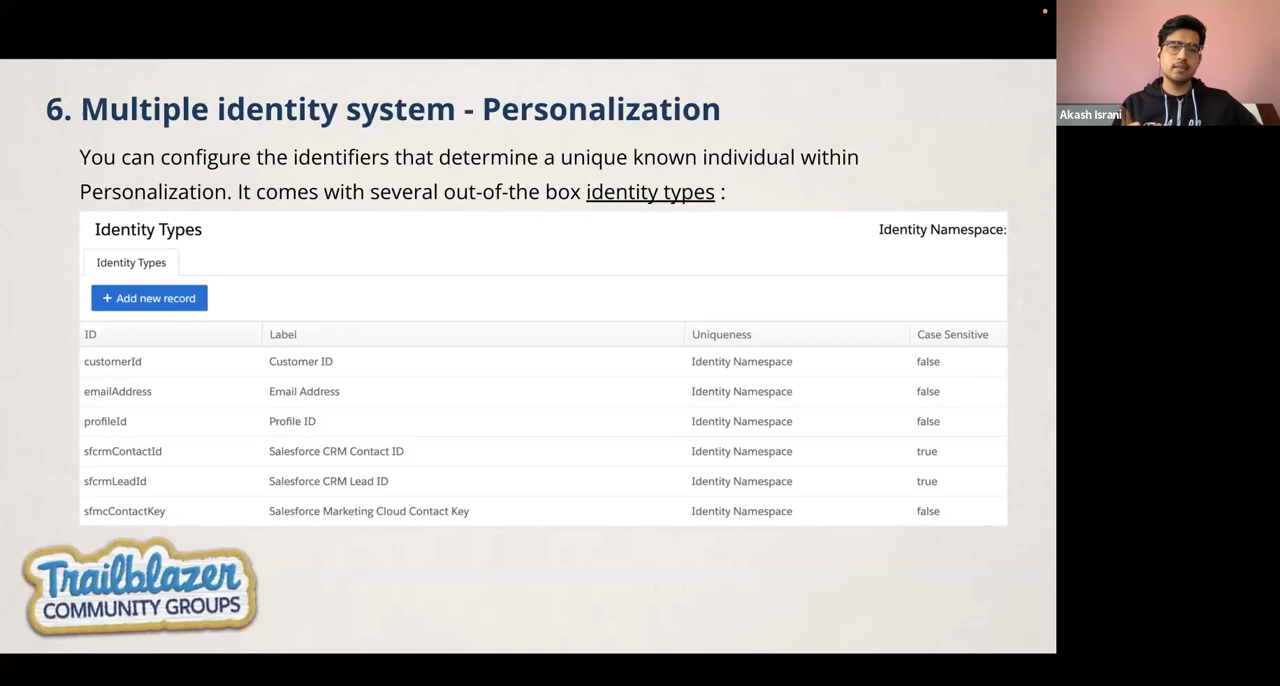 6. Multiple identity system - Personalization
You can configure the identifiers that determine a unique known individual within
Personalization. It comes with several out-of-the box identity types :
Identity Types
Identity Namespace:
Identity Types
+ Add new record
ID Label Uniqueness Case Sensitive
customerId Customer ID Identity Namespace false
emailAddress Email Address Identity Namespace false
profileId Profile ID Identity Namespace false
sfcrmContactId Salesforce CRM Contact ID Identity Namespace true
sfcrmLeadId Salesforce CRM Lead ID Identity Namespace true
sfmcContactKey Salesforce Marketing Cloud Contact Key Identity Namespace false
Trailblazer
COMMUNITY GROUPS
Akash Israni